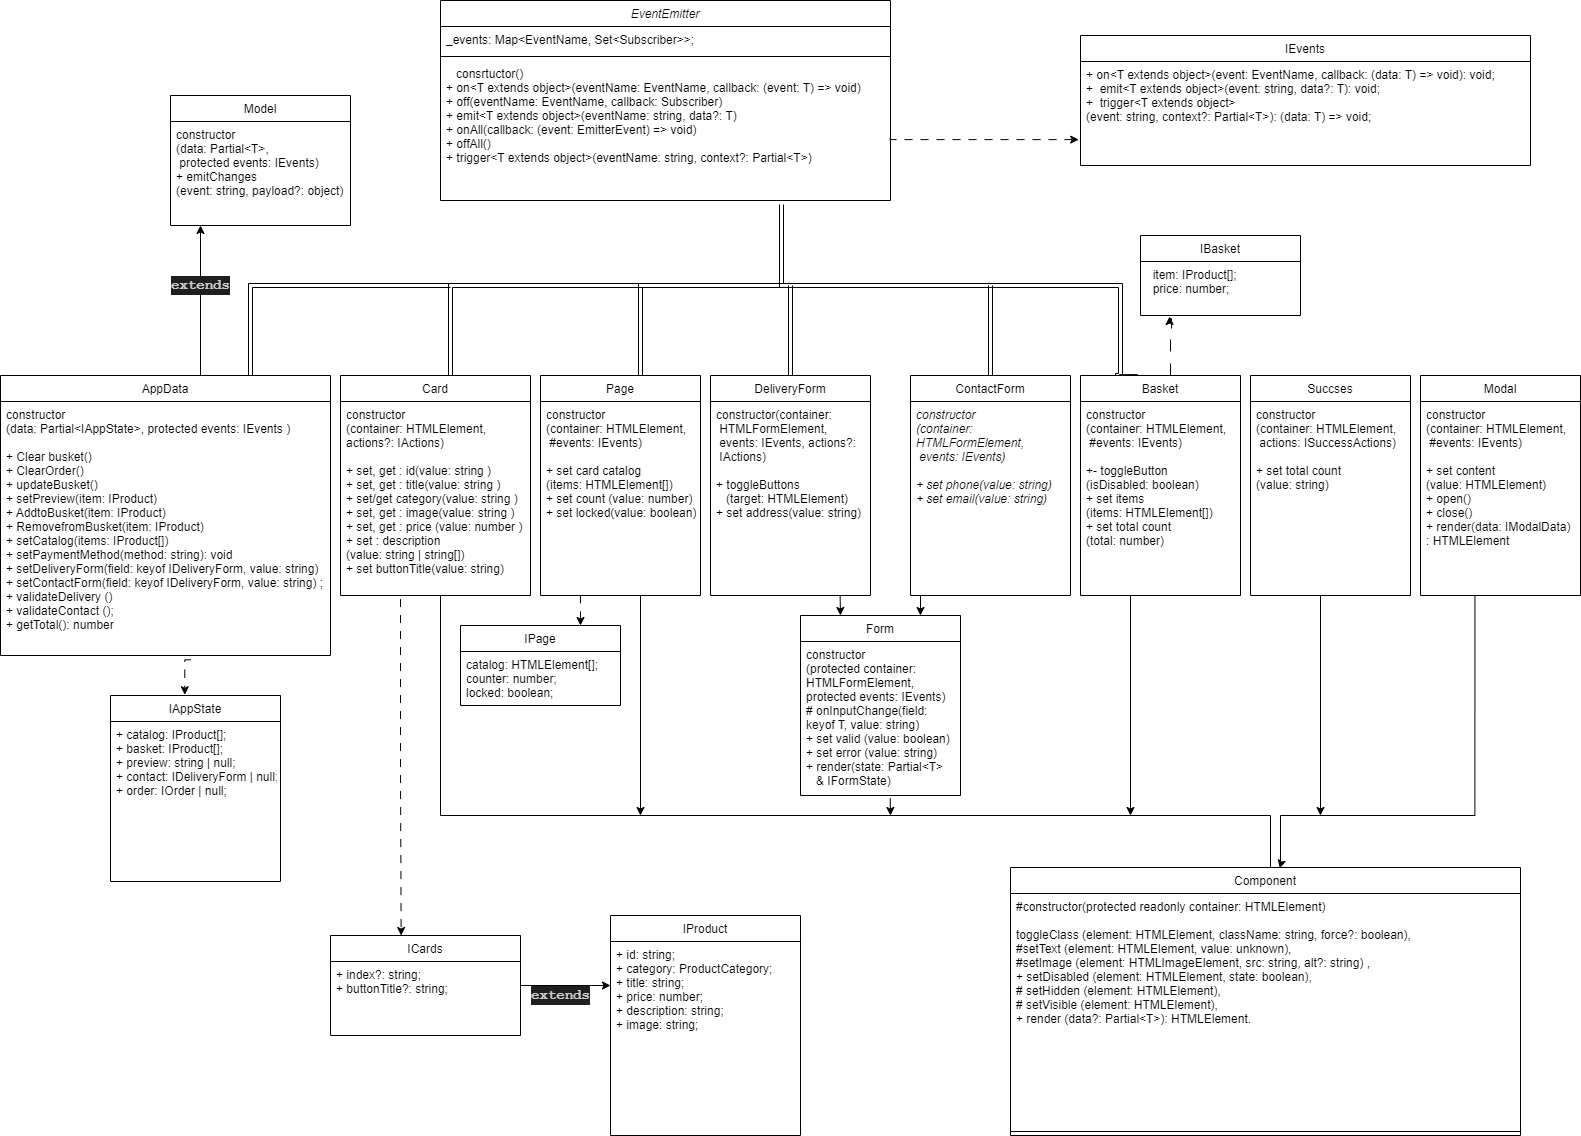 EventEmitter
_events: Map<EventName, Set<Subscriber>>;
consrtuctor()
+ on<T extends object>(eventName: EventName, callback: (event: T) => void)
+ off(eventName: EventName, callback: Subscriber)
+ emit<T extends object>(eventName: string, data?: T)
+ onAll(callback: (event: EmitterEvent) => void)
+ offAll()
+ trigger<T extends object>(eventName: string, context?: Partial<T>)
IEvents
+ on<T extends object>(event: EventName, callback: (data: T) => void): void;
+ emit<T extends object>(event: string, data?: T): void;
+ trigger<T extends object>
(event: string, context?: Partial<T>): (data: T) => void;
Model
constructor
(data: Partial<T>,
protected events: IEvents)
+ emitChanges
(event: string, payload?: object)
extends
IBasket
item: IProduct[];
price: number;
AppData
constructor
(data: Partial<IAppState>, protected events: IEvents )
+ Clear busket()
+ ClearOrder()
+ updateBusket()
+ setPreview(item: IProduct)
+ AddtoBusket(item: IProduct)
+ RemovefromBusket(item: IProduct)
+ setCatalog(items: IProduct[])
+ setPaymentMethod(method: string): void
+ setDeliveryForm(field: keyof IDeliveryForm, value: string)
+ setContactForm(field: keyof IDeliveryForm, value: string) ;
+ validateDelivery ()
+ validateContact ();
+ getTotal(): number
Card
constructor
(container: HTMLElement,
actions?: IActions)
+ set, get : id(value: string )
+ set, get : title(value: string )
+ set/get category(value: string )
+ set, get : image(value: string )
+ set, get : price (value: number )
+ set : description
(value: string | string[])
+ set buttonTitle(value: string)
Page
constructor
(container: HTMLElement,
#events: IEvents)
+ set card catalog
(items: HTMLElement[])
+ set count (value: number)
+ set locked(value: boolean)
DeliveryForm
constructor(container:
HTMLFormElement,
events: IEvents, actions?:
IActions)
+ toggleButtons
(target: HTMLElement)
+ set address(value: string)
ContactForm
constructor
(container:
HTMLFormElement,
events: IEvents)
+ set phone(value: string)
+ set email(value: string)
Basket
constructor
(container: HTMLElement,
#events: IEvents)
+- toggleButton
(isDisabled: boolean)
+ set items
(items: HTMLElement[])
+ set total count
(total: number)
Succses
constructor
(container: HTMLElement,
actions: ISuccessActions)
+ set total count
(value: string)
Modal
constructor
(container: HTMLElement,
#events: IEvents)
+ set content
(value: HTMLElement)
+ open()
+ close()
+ render(data: IModalData)
: HTMLElement
IPage
catalog: HTMLElement[];
counter: number;
locked: boolean;
Form
constructor
(protected container:
HTMLFormElement,
protected events: IEvents)
# onInputChange(field:
keyof T, value: string)
+ set valid (value: boolean)
+ set error (value: string)
+ render(state: Partial<T>
& IFormState)
IAppState
+ catalog: IProduct[];
+ basket: IProduct[];
+ preview: string | null;
+ contact: IDeliveryForm | null;
+ order: IOrder | null;
Component
#constructor(protected readonly container: HTMLElement)
toggleClass (element: HTMLElement, className: string, force?: boolean),
#setText (element: HTMLElement, value: unknown),
#setImage (element: HTMLImageElement, src: string, alt?: string) ,
+ setDisabled (element: HTMLElement, state: boolean),
# setHidden (element: HTMLElement),
# setVisible (element: HTMLElement),
+ render (data?: Partial<T>): HTMLElement.
ICards
+ index?: string;
+ buttonTitle?: string;
extends
IProduct
+ id: string;
+ category: ProductCategory;
+ title: string;
+ price: number;
+ description: string;
+ image: string;